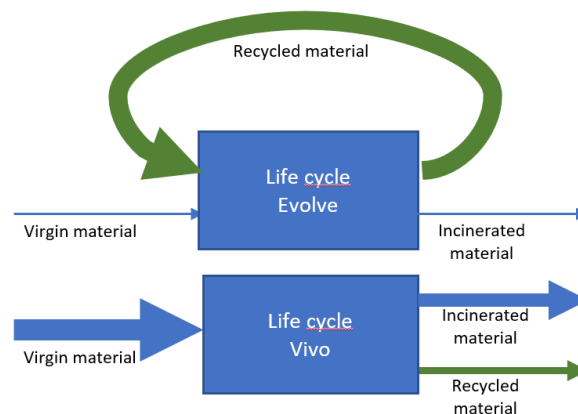 Recycled material
Life cycle
Evolve
Virgin material
Incinerated
material
Life cycle
Vivo
Virgin material
Incinerated
material
Recycled
material